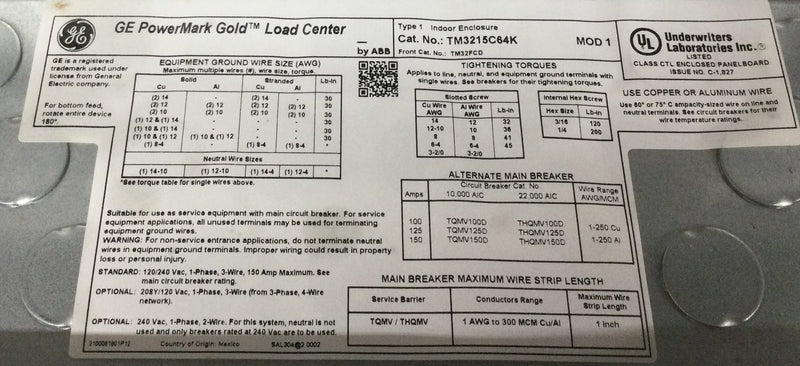 GE PowerMark Gold™ Load Center
by ABB
Type 1 Indoor Enclosure
Cat. No.: TM3215C64K MOD 1
Front Cat. No.: TM32FCD
UL
Underwriters
Laboratories Inc.®
LISTED
CLASS CTL ENCLOSED PANELBOARD
ISSUE NO. C-1,827
GE is a registered
trademark used under
license from General
Electric company.
For bottom feed,
rotate entire device
180°.
EQUIPMENT GROUND WIRE SIZE (AWG)
Maximum multiple wires (#), wire size, torque.
Solid Stranded Lb-in
Cu Al Cu Al
(2) 14 - (2) 14 - 30
(2) 12 (2) 12 (2) 12 (2) 12 30
(2) 10 (2) 10 (2) 10 (2) 10 30
(1) 12 & (1) 14 - - - 30
(1) 10 & (1) 14 - - - 30
(1) 10 & (1) 12 (1) 10 & (1) 12 - - 30
(1) 8-4 - (1) 8-4 (1) 8-4 *
Neutral Wire Sizes
(1) 14-10 (1) 12-10 (1) 14-4 (1) 12-4 *
*See torque table for single wires above.
TIGHTENING TORQUES
Applies to line, neutral, and equipment ground terminals with
single wires. See breakers for their tightening torques.
Slotted Screw
Cu Wire AWG Al Wire AWG Lb-in
14 12 32
12-10 10 36
8 8 41
6-4 6-4 45
3-2/0 3-2/0
Internal Hex Screw
Hex Size Lb-in
3/16 120
1/4 200
USE COPPER OR ALUMINUM WIRE
Use 60° or 75° C ampacity-sized wire on line and
neutral terminals. See circuit breakers for their
wire temperature ratings.
ALTERNATE MAIN BREAKER
Amps Circuit Breaker Cat. No. Wire Range
10,000 AIC 22,000 AIC AWG/MCM
100 TQMV100D THQMV100D
125 TQMV125D THQMV125D
150 TQMV150D THQMV150D
1-250 Cu
1-250 Al
Suitable for use as service equipment with main circuit breaker. For service
equipment applications, all unused terminals may be used for terminating
equipment ground wires.
WARNING: For non-service entrance applications, do not terminate neutral
wires in equipment ground terminals. Improper wiring could result in property
loss or personal injury.
STANDARD: 120/240 Vac, 1-Phase, 3-Wire, 150 Amp Maximum. See
main circuit breaker rating.
OPTIONAL: 208Y/120 Vac, 1-Phase, 3-Wire (from 3-Phase, 4-Wire
network).
OPTIONAL: 240 Vac, 1-Phase, 2-Wire. For this system, neutral is not
used and only breakers rated at 240 Vac are to be used.
MAIN BREAKER MAXIMUM WIRE STRIP LENGTH
Service Barrier Conductors Range Maximum Wire Strip Length
TQMV / THQMV 1 AWG to 300 MCM Cu/Al 1 inch
2100081801P12 Country of Origin: Mexico SAL304@2 0002